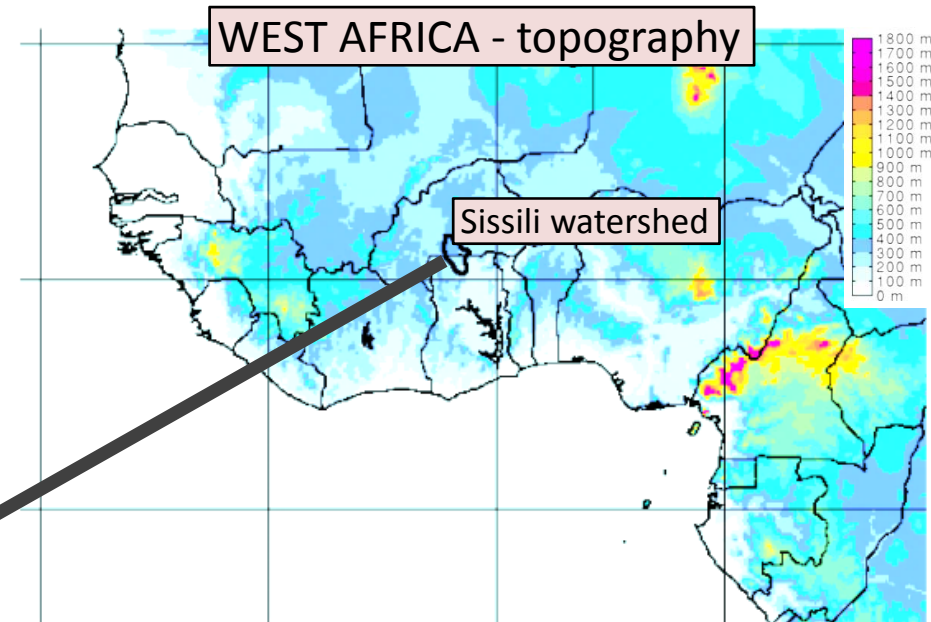 WEST AFRICA - topography
1800 m
1700 m
1500 m
1400 m
1300 m
1200 m
1100 m
1000 m
900 m
800 m
700 m
600 m
500 m
400 m
300 m
200 m
100 m
0 m
Sissili watershed